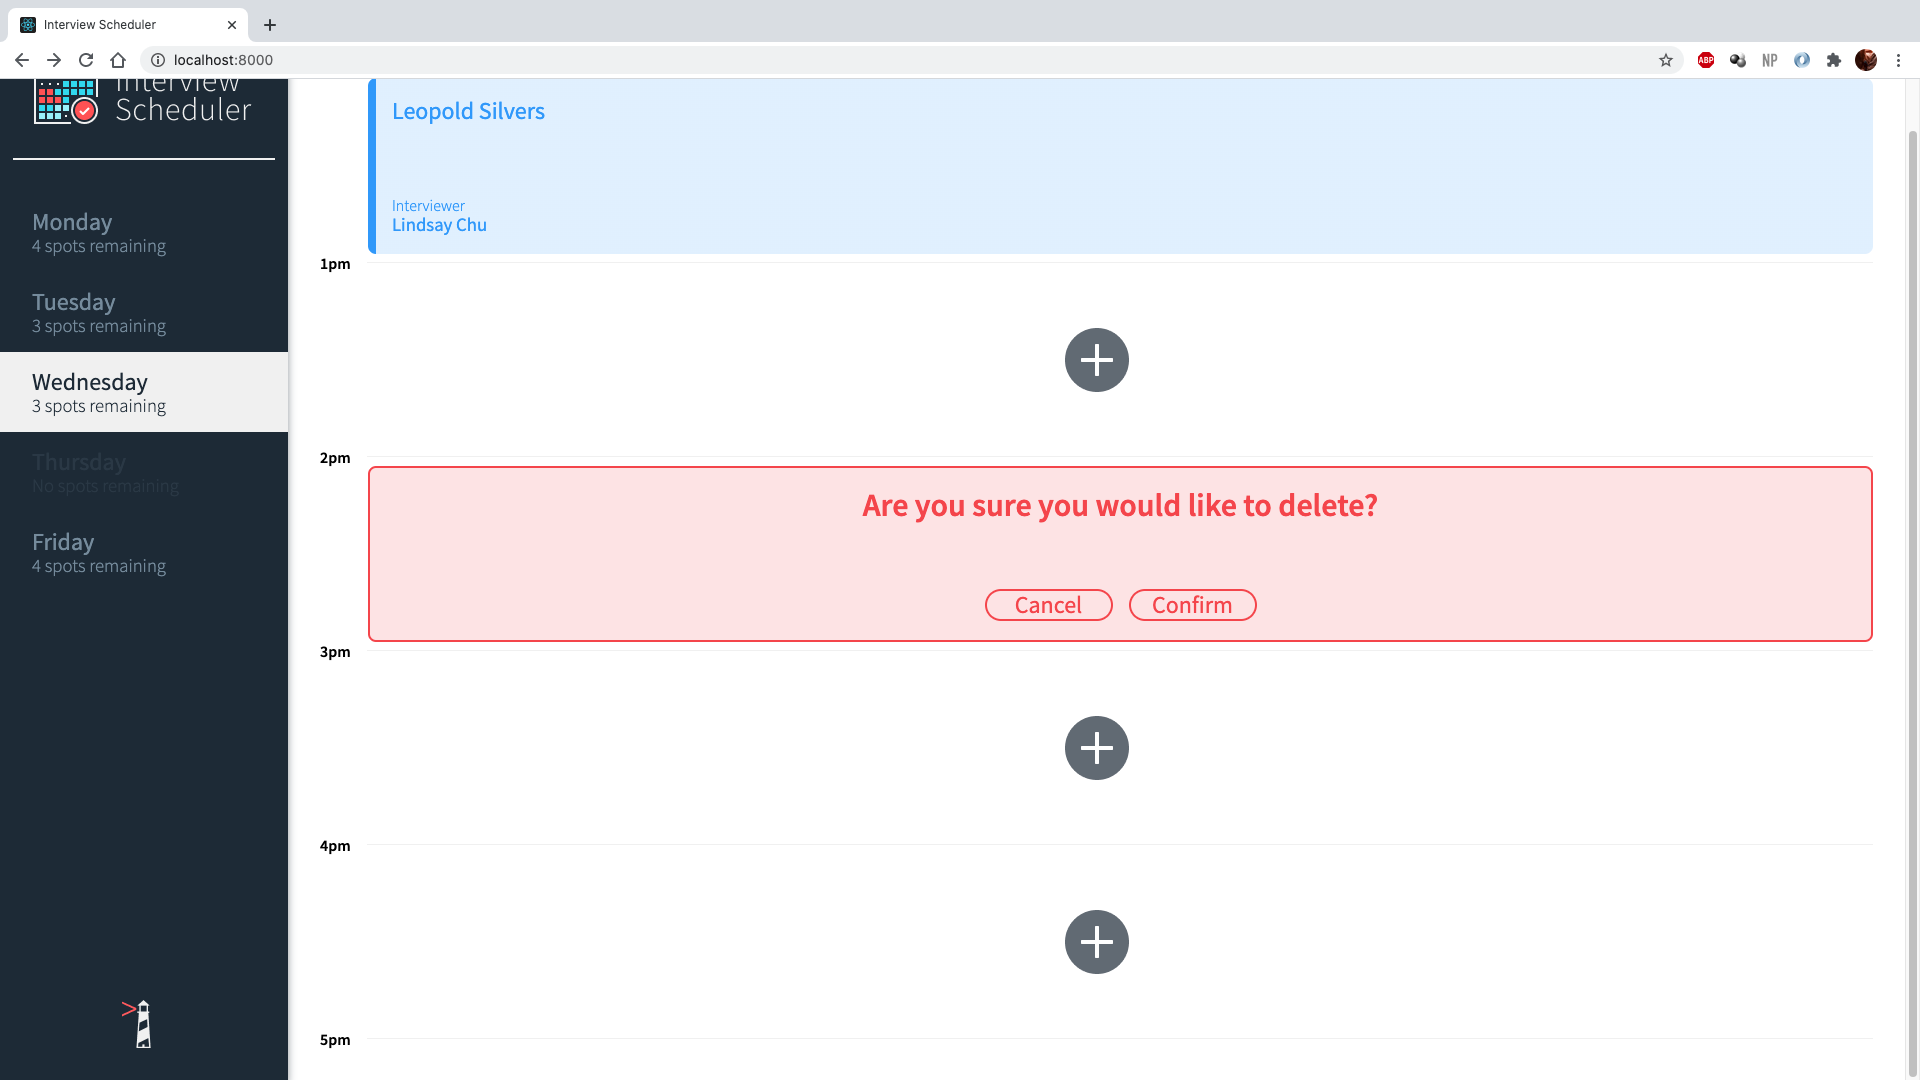 Interview Scheduler
localhost:8000
ABP
NP
Interview
Scheduler
Monday
4 spots remaining
Tuesday
3 spots remaining
Wednesday
3 spots remaining
Thursday
No spots remaining
Friday
4 spots remaining
Leopold Silvers
Interviewer
Lindsay Chu
1pm
2pm
Are you sure you would like to delete?
Cancel
Confirm
3pm
4pm
5pm